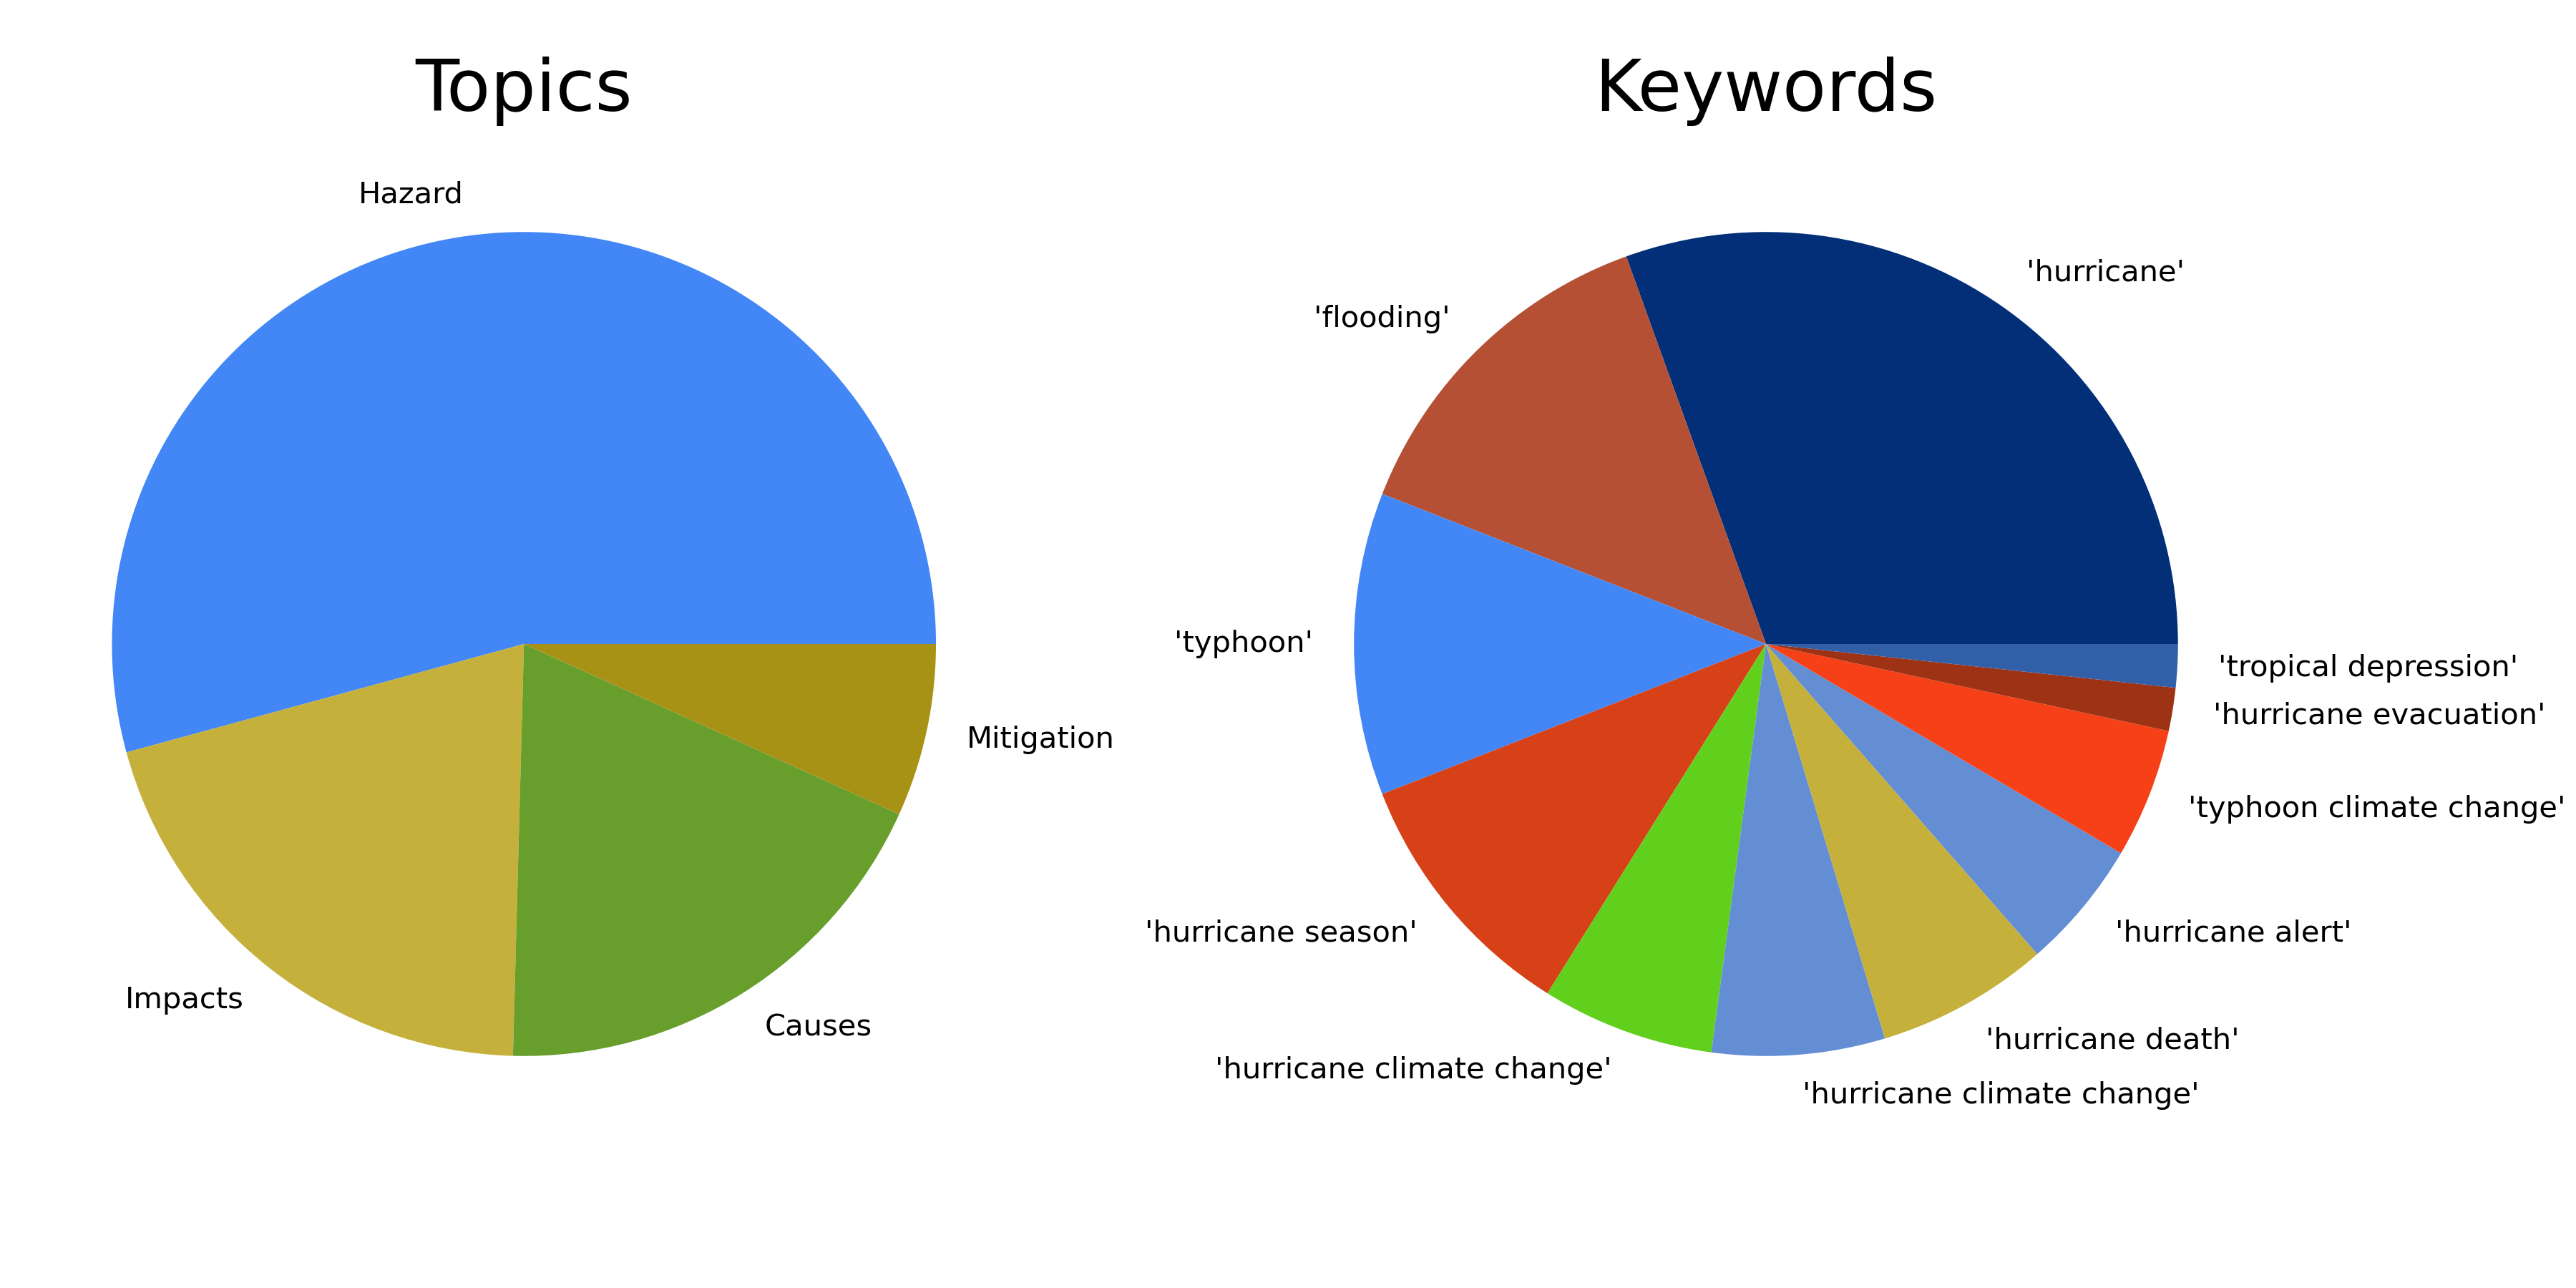 Topics
Hazard
Impacts
Causes
Mitigation
Keywords
'hurricane'
'flooding'
'typhoon'
'hurricane season'
'hurricane climate change'
'hurricane climate change'
'hurricane death'
'hurricane alert'
'typhoon climate change'
'hurricane evacuation'
'tropical depression'